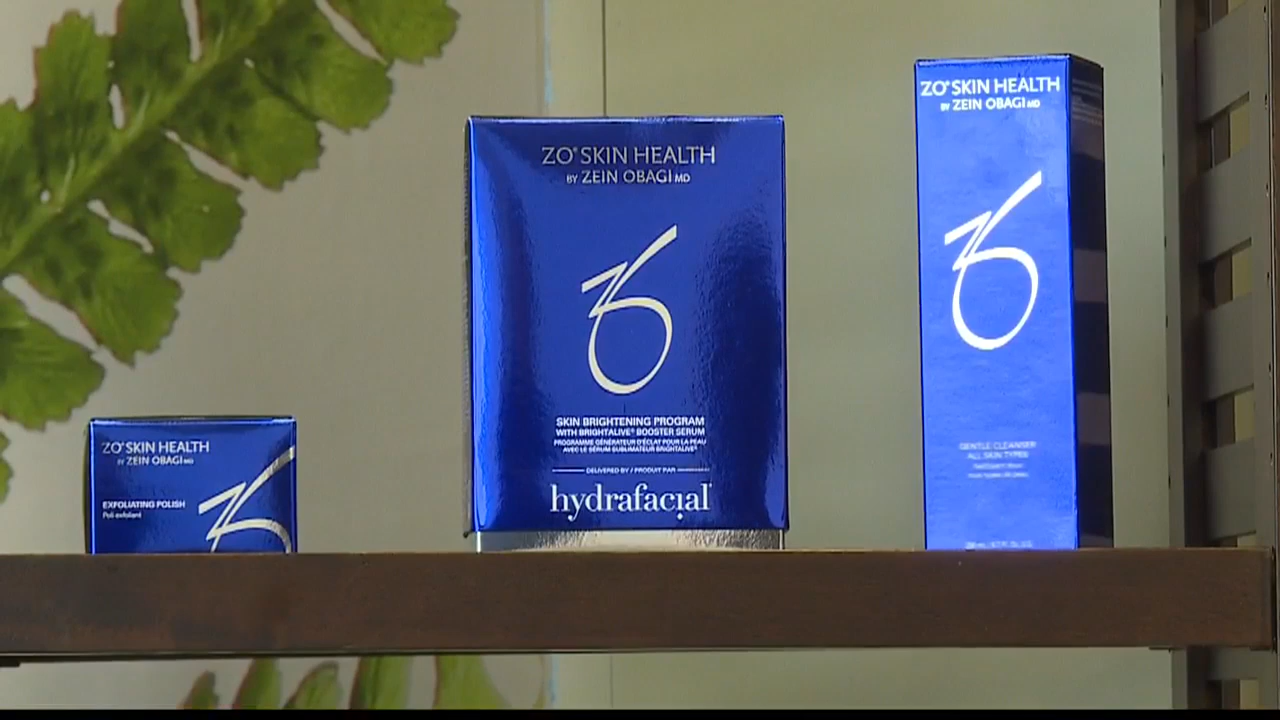 ZO® SKIN HEALTH
BY ZEIN OBAGI MD
EXFOLIATING POLISH
Poli exfoliant
ZO® SKIN HEALTH
BY ZEIN OBAGI MD
SKIN BRIGHTENING PROGRAM
WITH BRIGHTALIVE® BOOSTER SERUM
PROGRAMME GÉNÉRATEUR D'ÉCLAT POUR LA PEAU
AVEC LE SÉRUM SUBLIMATEUR BRIGHTALIVE®
DELIVERED BY / PRODUIT PAR
hydrafacial
ZO® SKIN HEALTH
BY ZEIN OBAGI MD
GENTLE CLEANSER
ALL SKIN TYPES